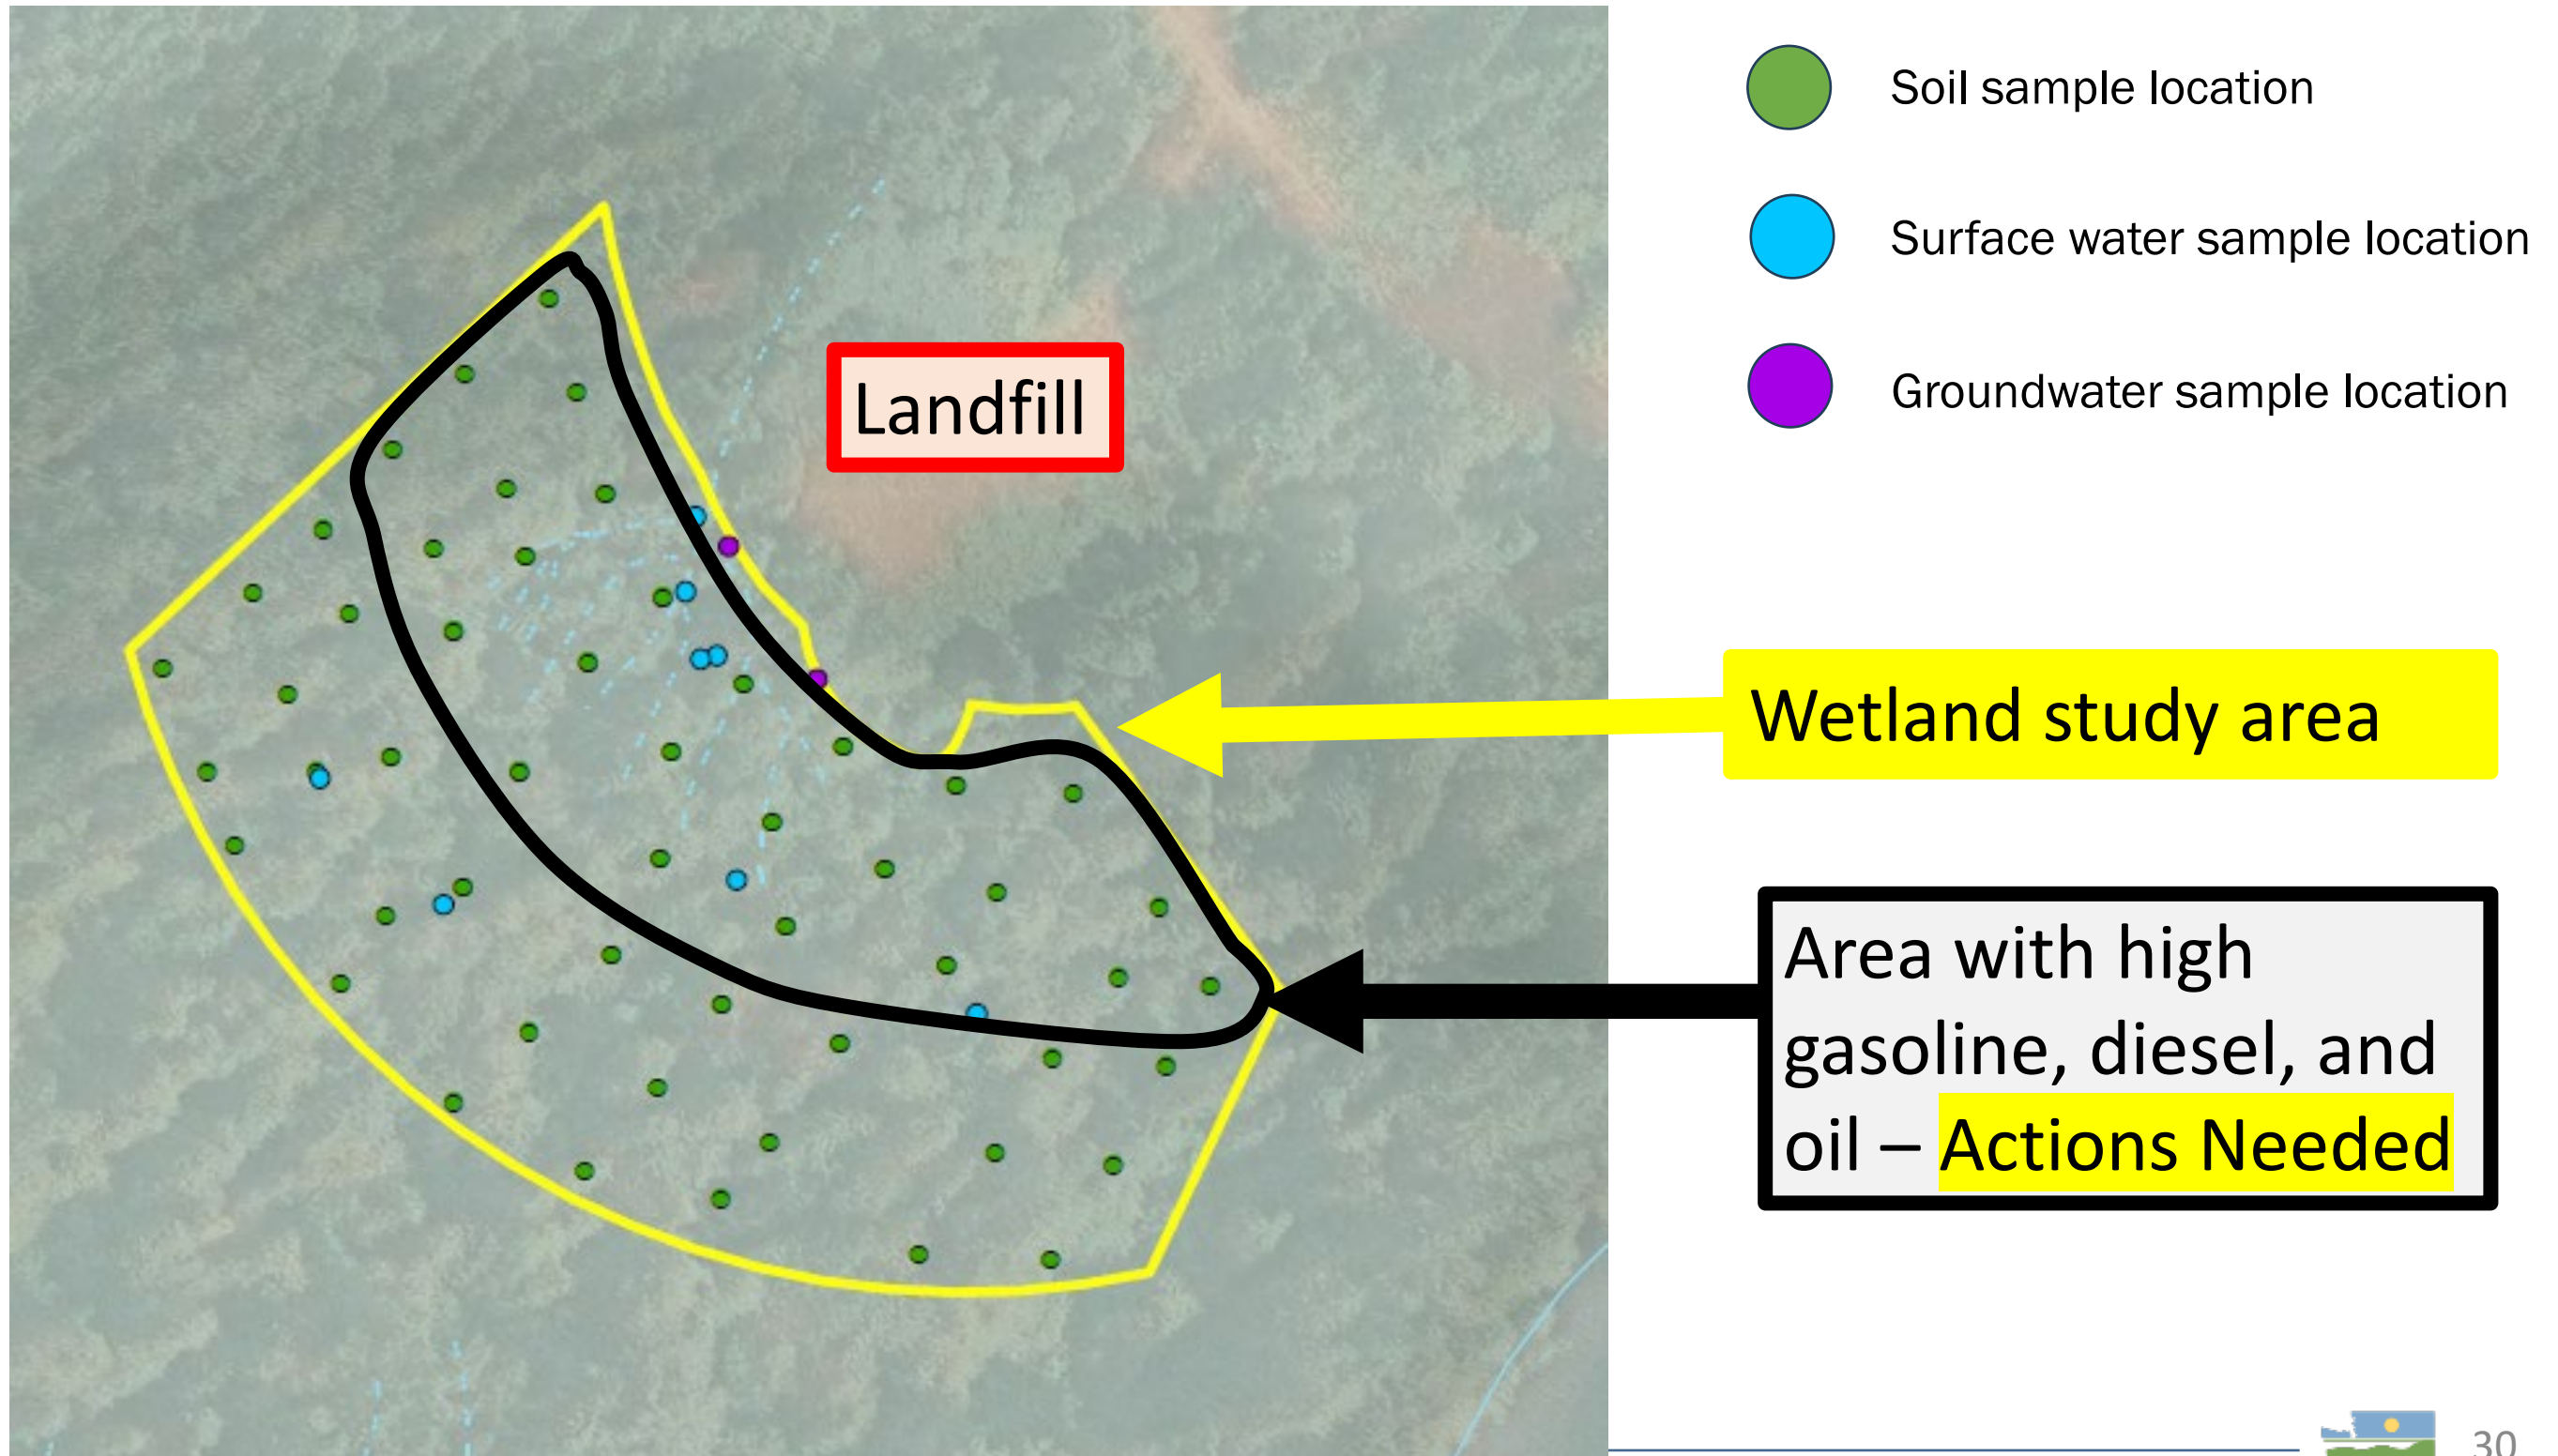 Soil sample location
Surface water sample location
Groundwater sample location
Landfill
Wetland study area
Area with high
gasoline, diesel, and
oil – Actions Needed
30